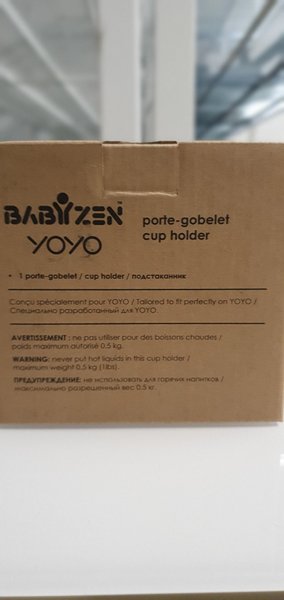 BABYZEN™
YOYO
porte-gobelet
cup holder
• 1 porte-gobelet / cup holder / подстаканник
Conçu spécialement pour YOYO / Tailored to fit perfectly on YOYO /
Специально разработанный для YOYO.
AVERTISSEMENT : ne pas utiliser pour des boissons chaudes /
poids maximum autorisé 0,5 kg.
WARNING: never put hot liquids in this cup holder /
maximum weight 0,5 kg (1lbs).
ПРЕДУПРЕЖДЕНИЕ: не использовать для горячих напитков /
максимально разрешенный вес 0,5 кг.